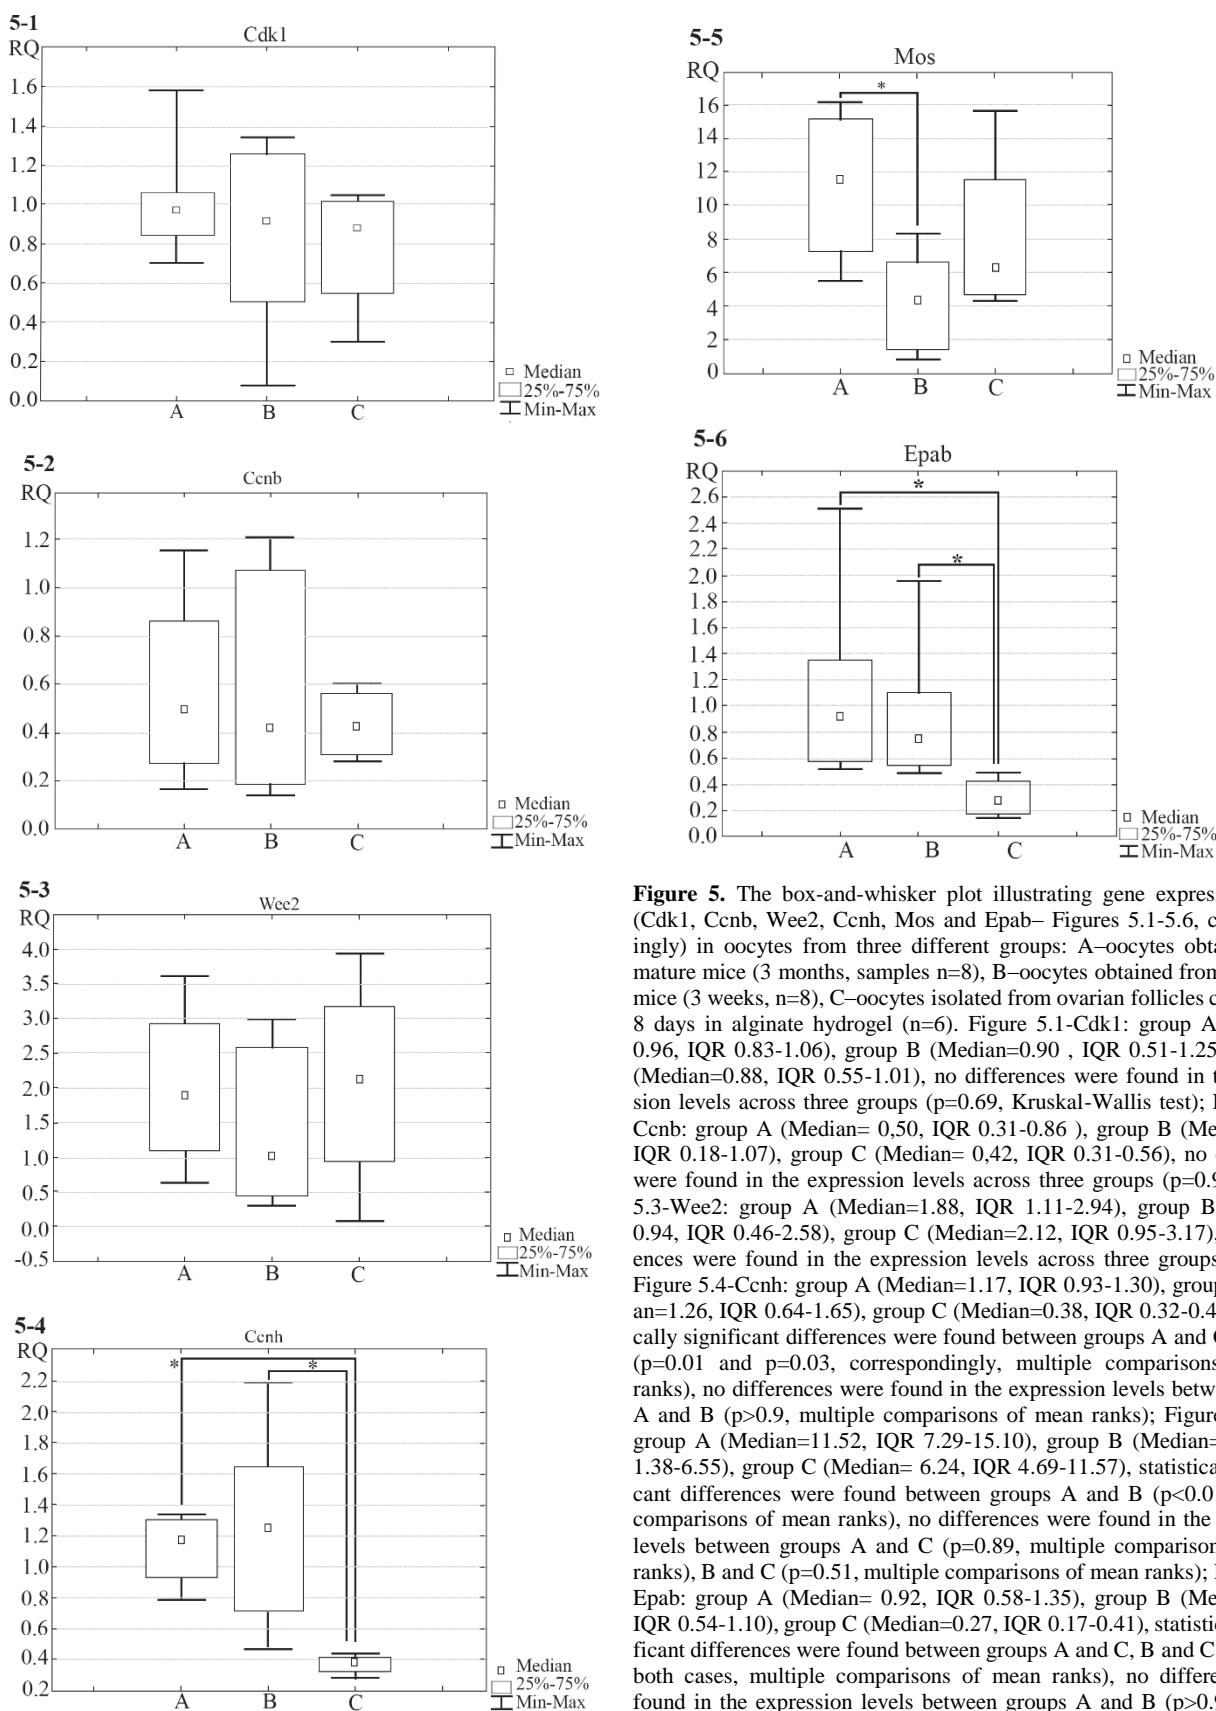 5-1
Cdk1
RQ
1.6
1.4
1.2
1.0
0.8
0.6
0.4
0.2
0.0
A B C
Median
25%-75%
Min-Max
5-2
Ccnb
RQ
1.2
1.0
0.8
0.6
0.4
0.2
0.0
A B C
Median
25%-75%
Min-Max
5-3
Wee2
RQ
4.0
3.5
3.0
2.5
2.0
1.5
1.0
0.5
0.0
-0.5
A B C
Median
25%-75%
Min-Max
5-4
Ccnh
RQ
* *
2.2
2.0
1.8
1.6
1.4
1.2
1.0
0.8
0.6
0.4
0.2
A B C
Median
25%-75%
Min-Max
5-5
Mos
RQ
*
16
14
12
10
8
6
4
2
0
A B C
Median
25%-75%
Min-Max
5-6
Epab
RQ
*
*
2.6
2.4
2.2
2.0
1.8
1.6
1.4
1.2
1.0
0.8
0.6
0.4
0.2
0.0
A B C
Median
25%-75%
Min-Max
Figure 5. The box-and-whisker plot illustrating gene expres
(Cdk1, Ccnb, Wee2, Ccnh, Mos and Epab– Figures 5.1-5.6, c
ingly) in oocytes from three different groups: A–oocytes obta
mature mice (3 months, samples n=8), B–oocytes obtained from
mice (3 weeks, n=8), C–oocytes isolated from ovarian follicles c
8 days in alginate hydrogel (n=6). Figure 5.1-Cdk1: group A
0.96, IQR 0.83-1.06), group B (Median=0.90 , IQR 0.51-1.25
(Median=0.88, IQR 0.55-1.01), no differences were found in t
sion levels across three groups (p=0.69, Kruskal-Wallis test);
Ccnb: group A (Median= 0,50, IQR 0.31-0.86 ), group B (Me
IQR 0.18-1.07), group C (Median= 0,42, IQR 0.31-0.56), no
were found in the expression levels across three groups (p=0.9
5.3-Wee2: group A (Median=1.88, IQR 1.11-2.94), group B
0.94, IQR 0.46-2.58), group C (Median=2.12, IQR 0.95-3.17),
ences were found in the expression levels across three groups
Figure 5.4-Ccnh: group A (Median=1.17, IQR 0.93-1.30), group
an=1.26, IQR 0.64-1.65), group C (Median=0.38, IQR 0.32-0.4
cally significant differences were found between groups A and C
(p=0.01 and p=0.03, correspondingly, multiple comparisons
ranks), no differences were found in the expression levels betw
A and B (p>0.9, multiple comparisons of mean ranks); Figure
group A (Median=11.52, IQR 7.29-15.10), group B (Median=
1.38-6.55), group C (Median= 6.24, IQR 4.69-11.57), statistica
cant differences were found between groups A and B (p<0.0
comparisons of mean ranks), no differences were found in the
levels between groups A and C (p=0.89, multiple comparison
ranks), B and C (p=0.51, multiple comparisons of mean ranks);
Epab: group A (Median= 0.92, IQR 0.58-1.35), group B (Me
IQR 0.54-1.10), group C (Median=0.27, IQR 0.17-0.41), statistic
ficant differences were found between groups A and C, B and C
both cases, multiple comparisons of mean ranks), no differe
found in the expression levels between groups A and B (p>0.9